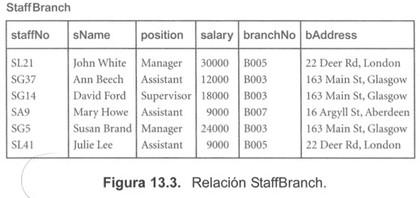 StaffBranch
staffNo sName position salary branchNo bAddress
SL21 John White Manager 30000 B005 22 Deer Rd, London
SG37 Ann Beech Assistant 12000 B003 163 Main St, Glasgow
SG14 David Ford Supervisor 18000 B003 163 Main St, Glasgow
SA9 Mary Howe Assistant 9000 B007 16 Argyll St, Aberdeen
SG5 Susan Brand Manager 24000 B003 163 Main St, Glasgow
SL41 Julie Lee Assistant 9000 B005 22 Deer Rd, London
Figura 13.3. Relación StaffBranch.